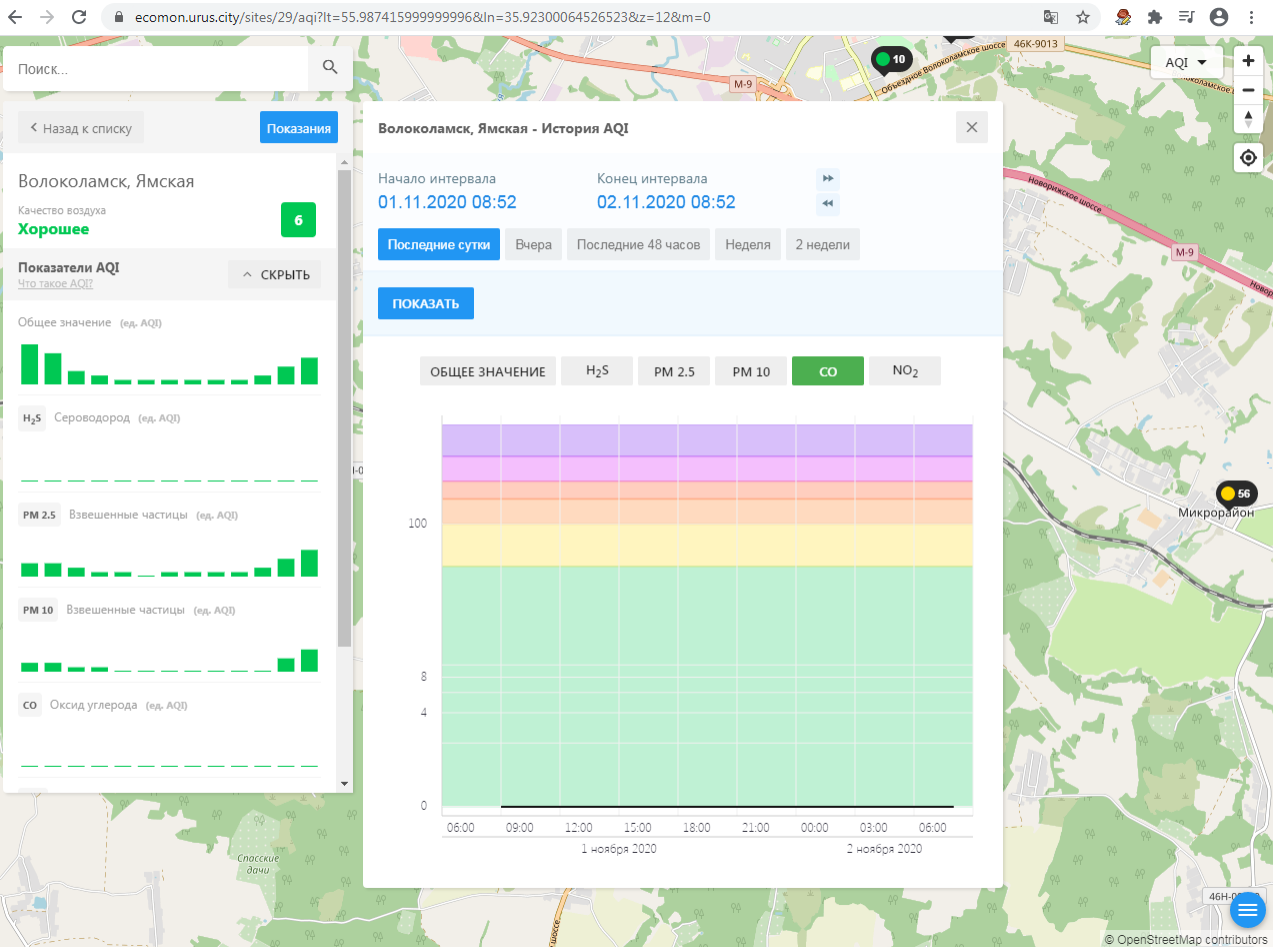 ecomon.urus.city/sites/29/aqi?lt=55.987415999999996&ln=35.92300064526523&z=12&m=0
Поиск...
46К-9013
10
Объездное Волоколамское шоссе
М-9
AQI
Назад к списку
Показания
Волоколамск, Ямская - История AQI
Волоколамск, Ямская
Качество воздуха
Хорошее
6
Начало интервала
Конец интервала
01.11.2020 08:52
02.11.2020 08:52
Новорижское шоссе
М-9
Последние сутки
Вчера
Последние 48 часов
Неделя
2 недели
Показатели AQI
Что такое AQI?
СКРЫТЬ
ПОКАЗАТЬ
Общее значение (ед. AQI)
ОБЩЕЕ ЗНАЧЕНИЕ
H2S
PM 2.5
PM 10
CO
NO2
H2S Сероводород (ед. AQI)
PM 2.5 Взвешенные частицы (ед. AQI)
100
56
Микрорайон
PM 10 Взвешенные частицы (ед. AQI)
8
4
0
CO Оксид углерода (ед. AQI)
06:00
09:00
12:00
15:00
18:00
21:00
00:00
03:00
06:00
1 ноября 2020
2 ноября 2020
Спасские
дачи
© OpenStreetMap contributors